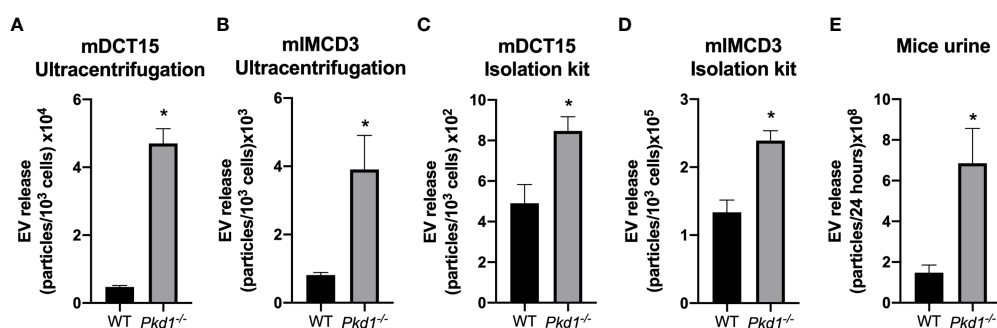 A
mDCT15
Ultracentrifugation
EV release
(particles/10³ cells) x10⁴
6
4
2
0
*
WT Pkd1⁻/⁻
B
mIMCD3
Ultracentrifugation
EV release
(particles/10³ cells)x10³
6
4
2
0
*
WT Pkd1⁻/⁻
C
mDCT15
Isolation kit
EV release
(particles/10³ cells) x10²
10
8
6
4
2
0
*
WT Pkd1⁻/⁻
D
mIMCD3
Isolation kit
EV release
(particles/10³ cells)x10⁵
3
2
1
0
*
WT Pkd1⁻/⁻
E
Mice urine
EV release
(particles/24 hours)x10⁸
10
8
6
4
2
0
*
WT Pkd1⁻/⁻